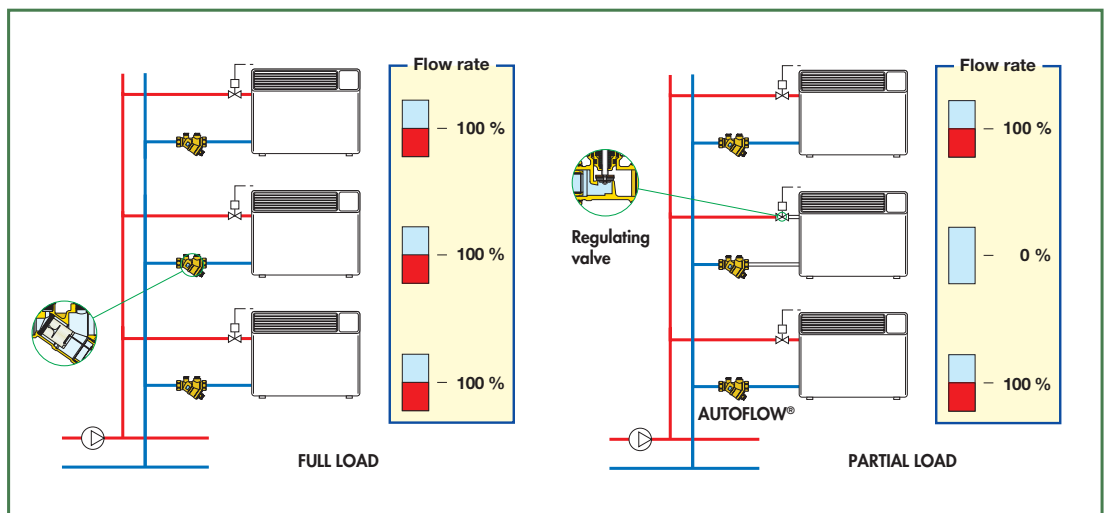 Flow rate
100 %
100 %
100 %
FULL LOAD
Flow rate
100 %
Regulating
valve
0 %
100 %
AUTOFLOW®
PARTIAL LOAD